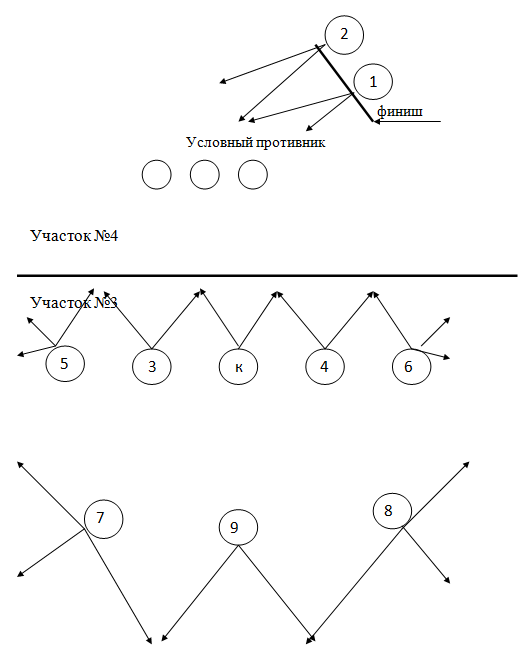 2
1
финиш
Условный противник
Участок №4
Участок №3
5 3 к 4 6
7 9 8